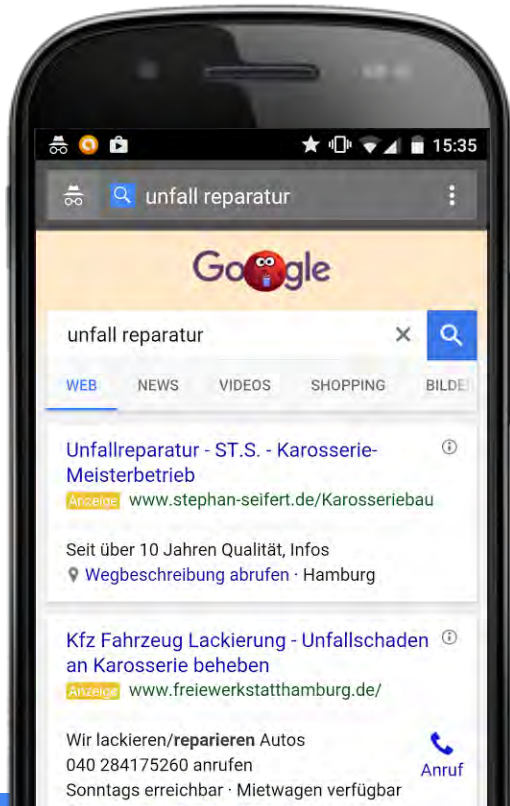 15:35
unfall reparatur
Google
unfall reparatur
WEB NEWS VIDEOS SHOPPING BILDE
Unfallreparatur - ST.S. - Karosserie-
Meisterbetrieb
Anzeige www.stephan-seifert.de/Karosseriebau
Seit über 10 Jahren Qualität, Infos
Wegbeschreibung abrufen · Hamburg
Kfz Fahrzeug Lackierung - Unfallschaden
an Karosserie beheben
Anzeige www.freiewerkstatthamburg.de/
Wir lackieren/reparieren Autos
040 284175260 anrufen
Anruf
Sonntags erreichbar · Mietwagen verfügbar